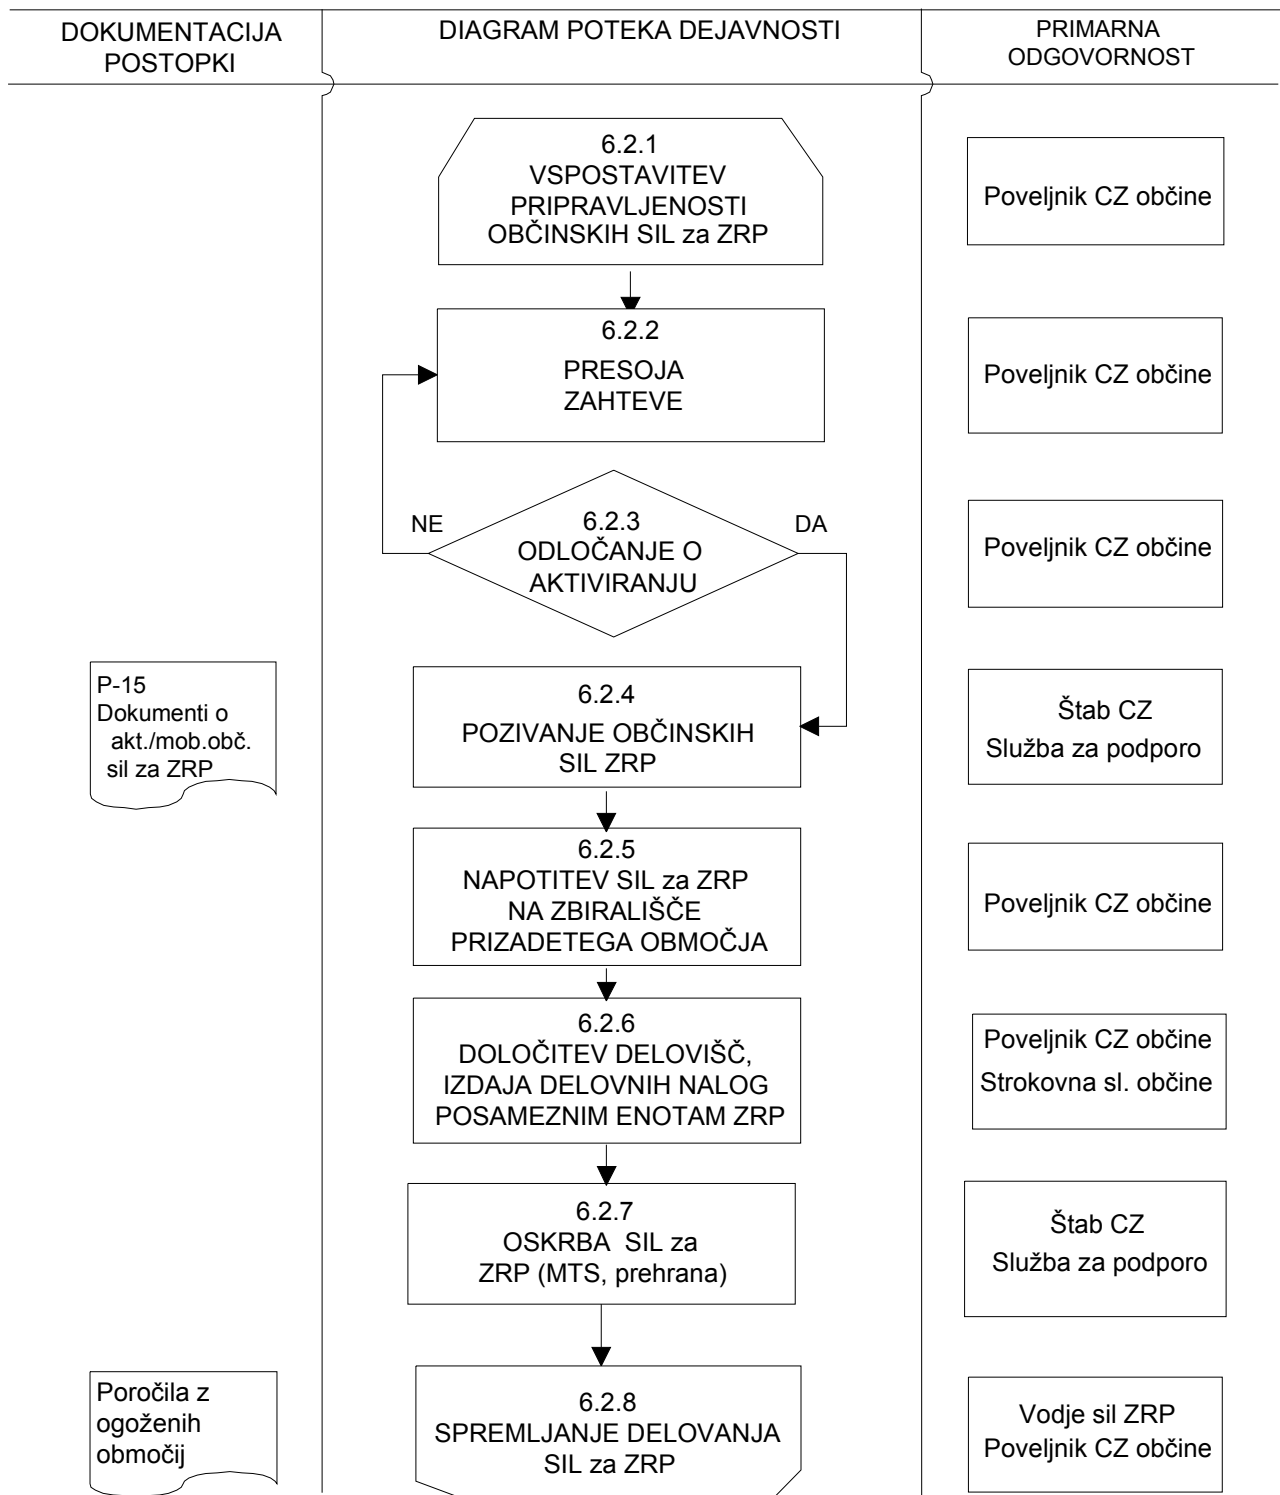 DOKUMENTACIJA
POSTOPKI
DIAGRAM POTEKA DEJAVNOSTI
PRIMARNA
ODGOVORNOST
6.2.1
VSPOSTAVITEV
PRIPRAVLJENOSTI
OBČINSKIH SIL za ZRP
Poveljnik CZ občine
6.2.2
PRESOJA
ZAHTEVE
Poveljnik CZ občine
NE
6.2.3
ODLOČANJE O
AKTIVIRANJU
DA
Poveljnik CZ občine
P-15
Dokumenti o
akt./mob.obč.
sil za ZRP
6.2.4
POZIVANJE OBČINSKIH
SIL ZRP
Štab CZ
Služba za podporo
6.2.5
NAPOTITEV SIL za ZRP
NA ZBIRALIŠČE
PRIZADETEGA OBMOČJA
Poveljnik CZ občine
6.2.6
DOLOČITEV DELOVIŠČ,
IZDAJA DELOVNIH NALOG
POSAMEZNIM ENOTAM ZRP
Poveljnik CZ občine
Strokovna sl. občine
6.2.7
OSKRBA SIL za
ZRP (MTS, prehrana)
Štab CZ
Služba za podporo
Poročila z
ogoženih
območij
6.2.8
SPREMLJANJE DELOVANJA
SIL za ZRP
Vodje sil ZRP
Poveljnik CZ občine